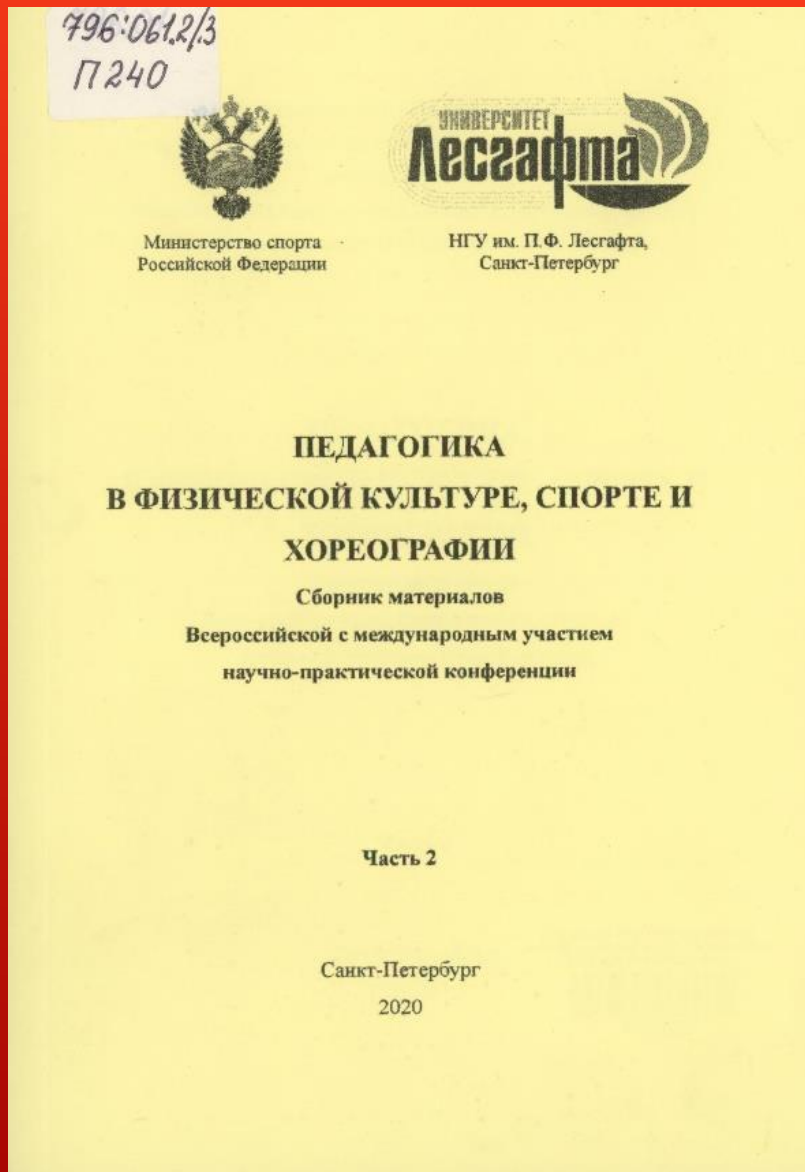 796:061.2/.3
П 240
УНИВЕРСИТЕТ
Лесгафта
Министерство спорта
Российской Федерации
НГУ им. П.Ф. Лесгафта,
Санкт-Петербург
ПЕДАГОГИКА
В ФИЗИЧЕСКОЙ КУЛЬТУРЕ, СПОРТЕ И
ХОРЕОГРАФИИ
Сборник материалов
Всероссийской с международным участием
научно-практической конференции
Часть 2
Санкт-Петербург
2020